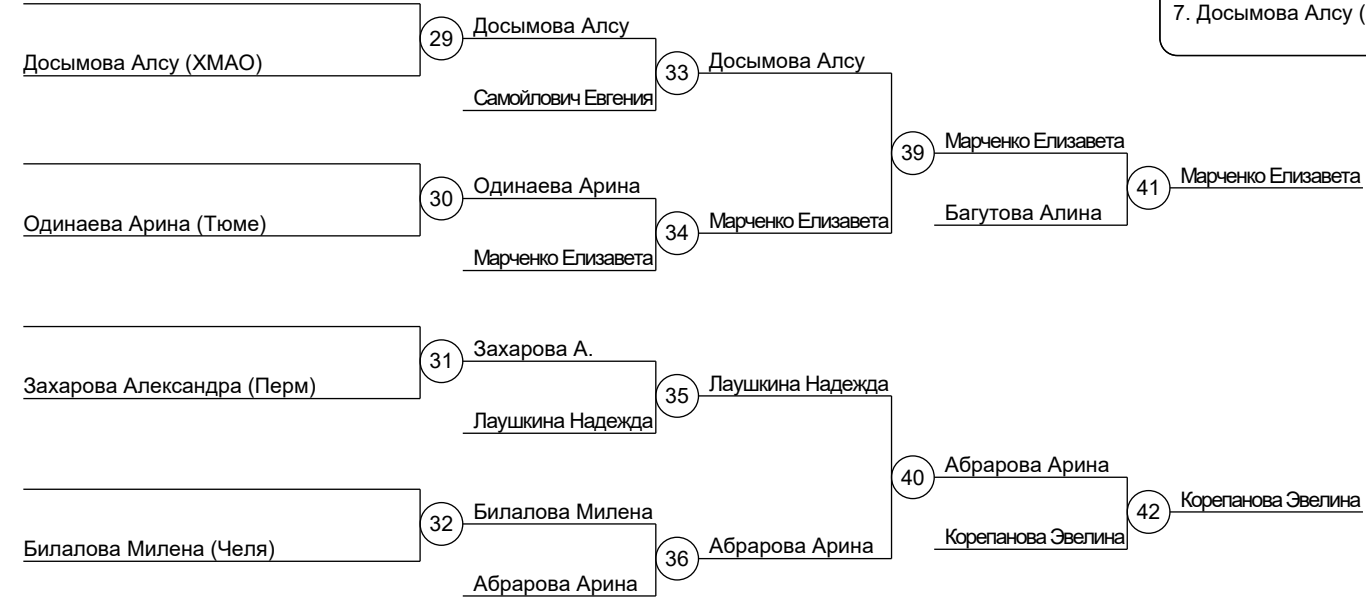 7. Досымова Алсу (
Досымова Алсу
29
Досымова Алсу (ХМАО)
33
Досымова Алсу
Самойлович Евгения
Марченко Елизавета
39
Одинаева Арина
30
41
Марченко Елизавета
Одинаева Арина (Тюме)
34
Марченко Елизавета
Багутова Алина
Марченко Елизавета
Захарова А.
31
Захарова Александра (Перм)
35
Лаушкина Надежда
Лаушкина Надежда
Абрарова Арина
40
Билалова Милена
32
42
Корепанова Эвелина
Билалова Милена (Челя)
36
Абрарова Арина
Корепанова Эвелина
Абрарова Арина